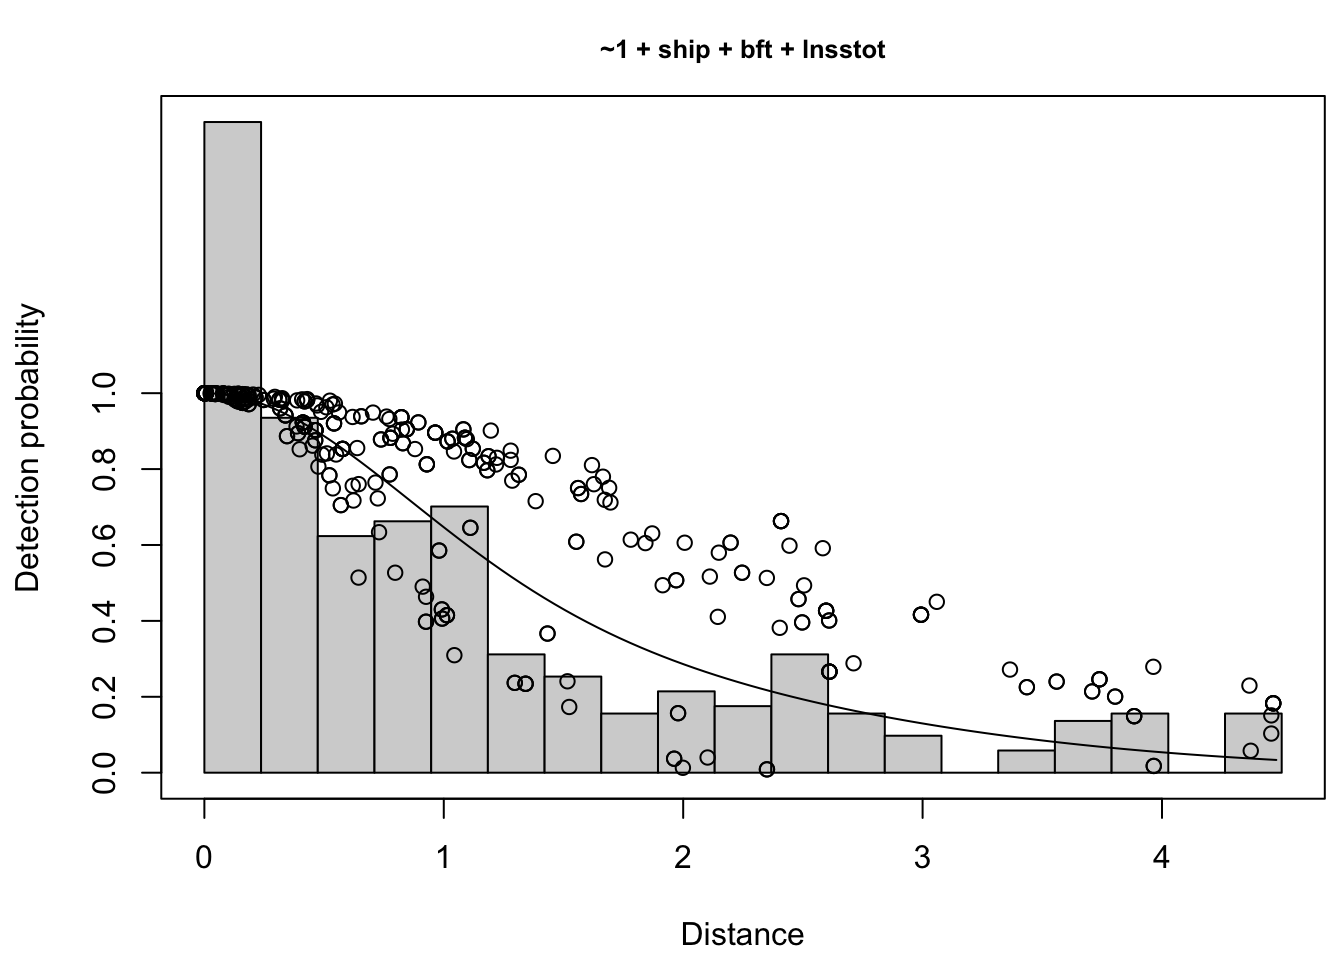 ~1 + ship + bft + lnsstot
Detection probability
1.0
0.8
0.6
0.4
0.2
0.0
0 1 2 3 4
Distance